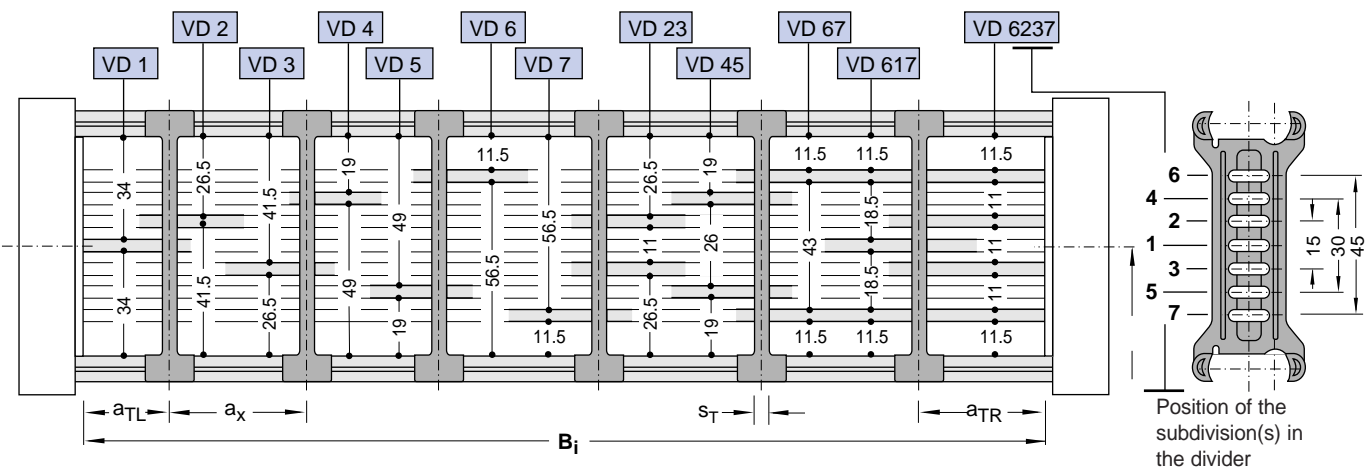 VD 2
VD 4
VD 6
VD 23
VD 67
VD 6237
VD 1
VD 3
VD 5
VD 7
VD 45
VD 617
34
34
26.5
41.5
41.5
26.5
19
49
49
19
11.5
56.5
56.5
11.5
26.5
11
26.5
19
26
19
11.5
43
11.5
11.5
18.5
18.5
11.5
11.5
11
11
11
11.5
6
4
2
1
3
5
7
15
30
45
aTL
ax
sT
aTR
Bi
Position of the
subdivision(s) in
the divider